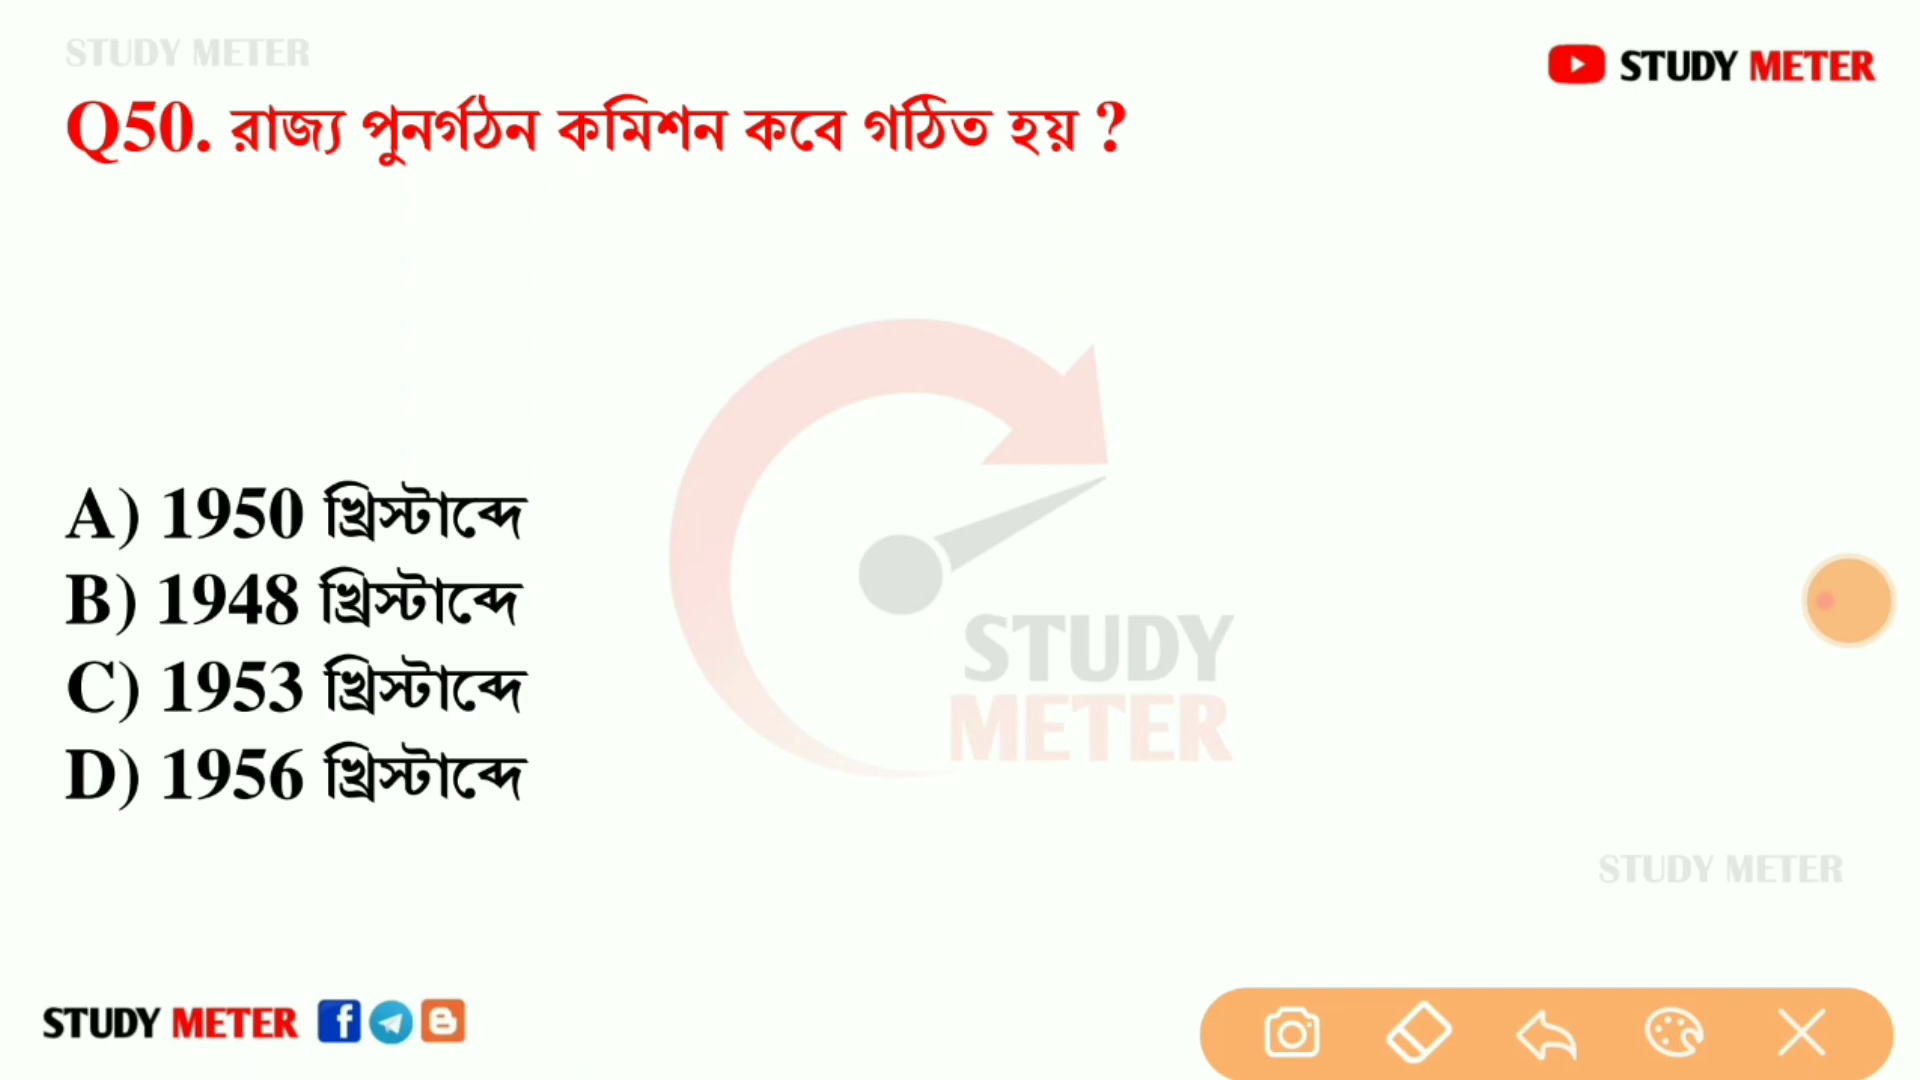 STUDY METER
STUDY METER
Q50. রাজ্য পুনর্গঠন কমিশন কবে গঠিত হয় ?
A) 1950 খ্রিস্টাব্দে
B) 1948 খ্রিস্টাব্দে
C) 1953 খ্রিস্টাব্দে
D) 1956 খ্রিস্টাব্দে
STUDY
METER
STUDY METER
STUDY METER